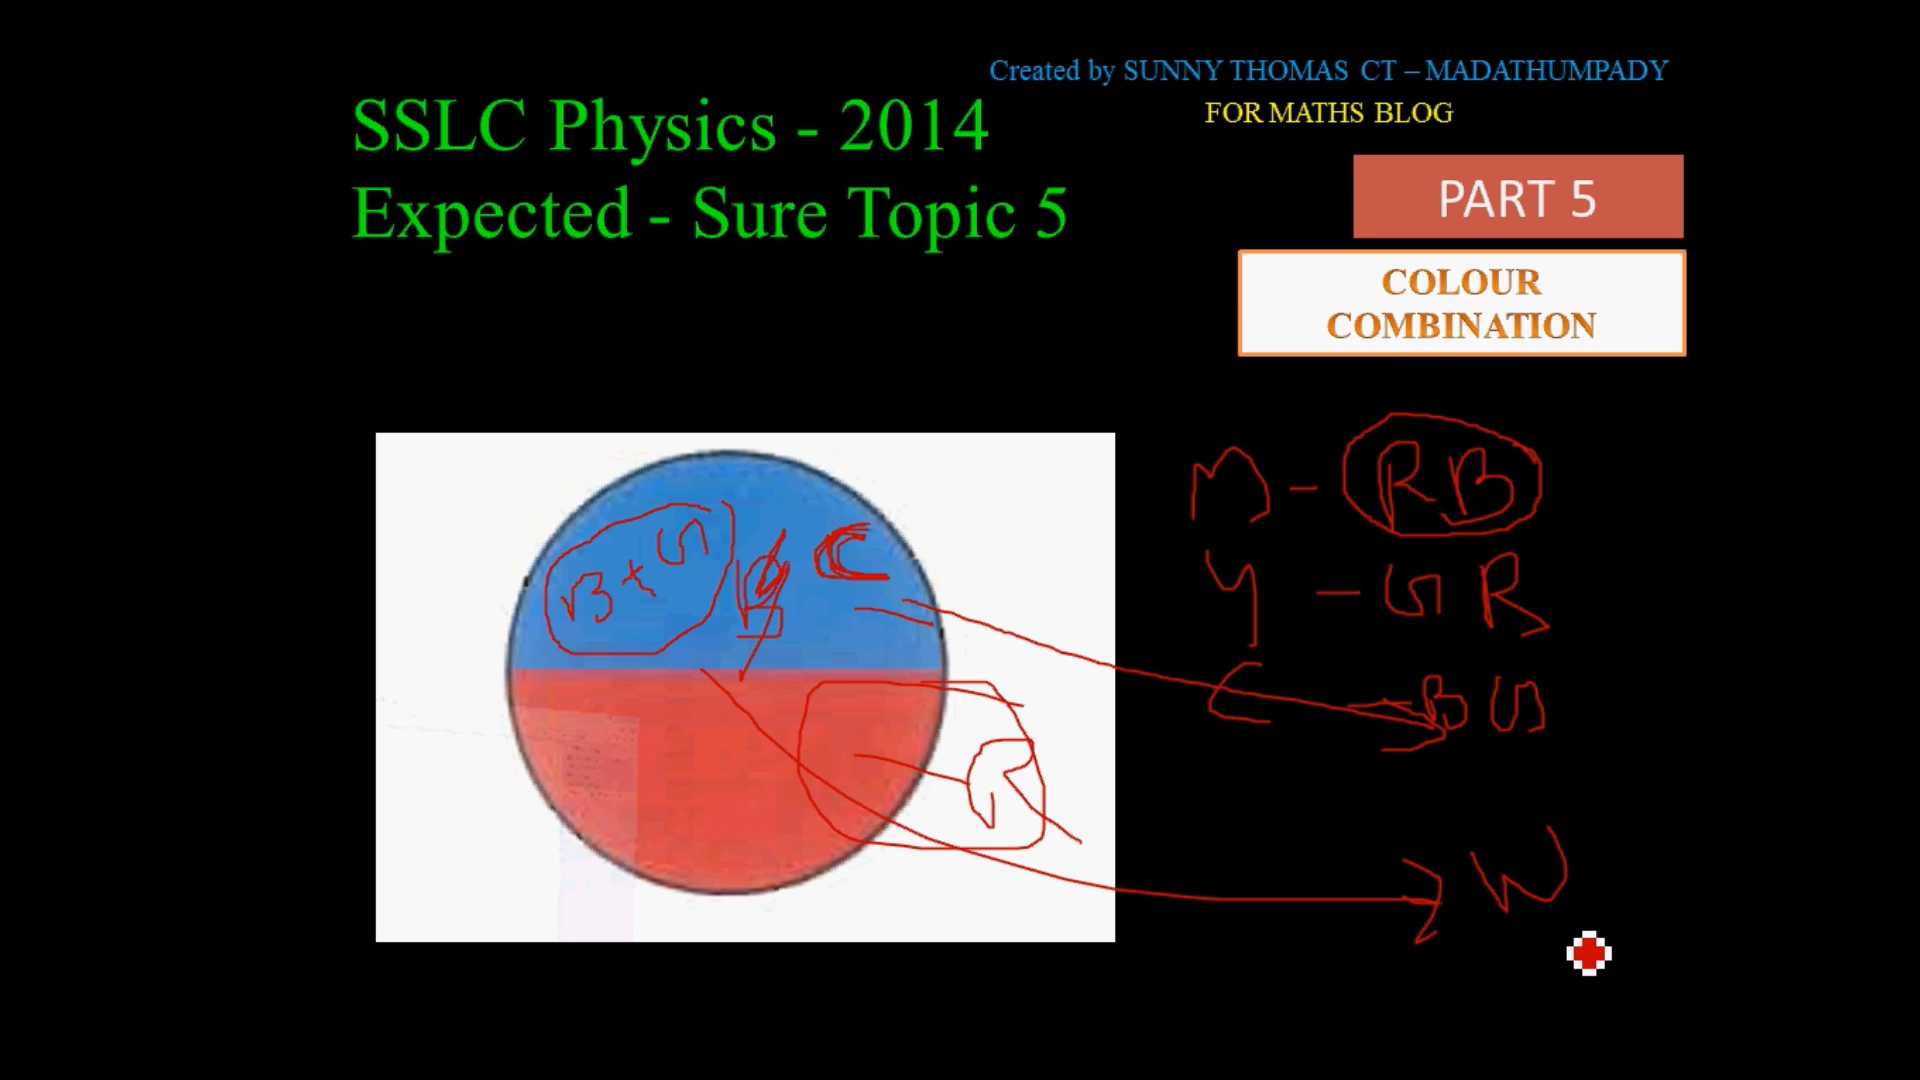 Created by SUNNY THOMAS CT – MADATHUMPADY
FOR MATHS BLOG
SSLC Physics - 2014
Expected - Sure Topic 5
PART 5
COLOUR
COMBINATION
M - RB
Y - GR
C - BG
B + G
C
R
W